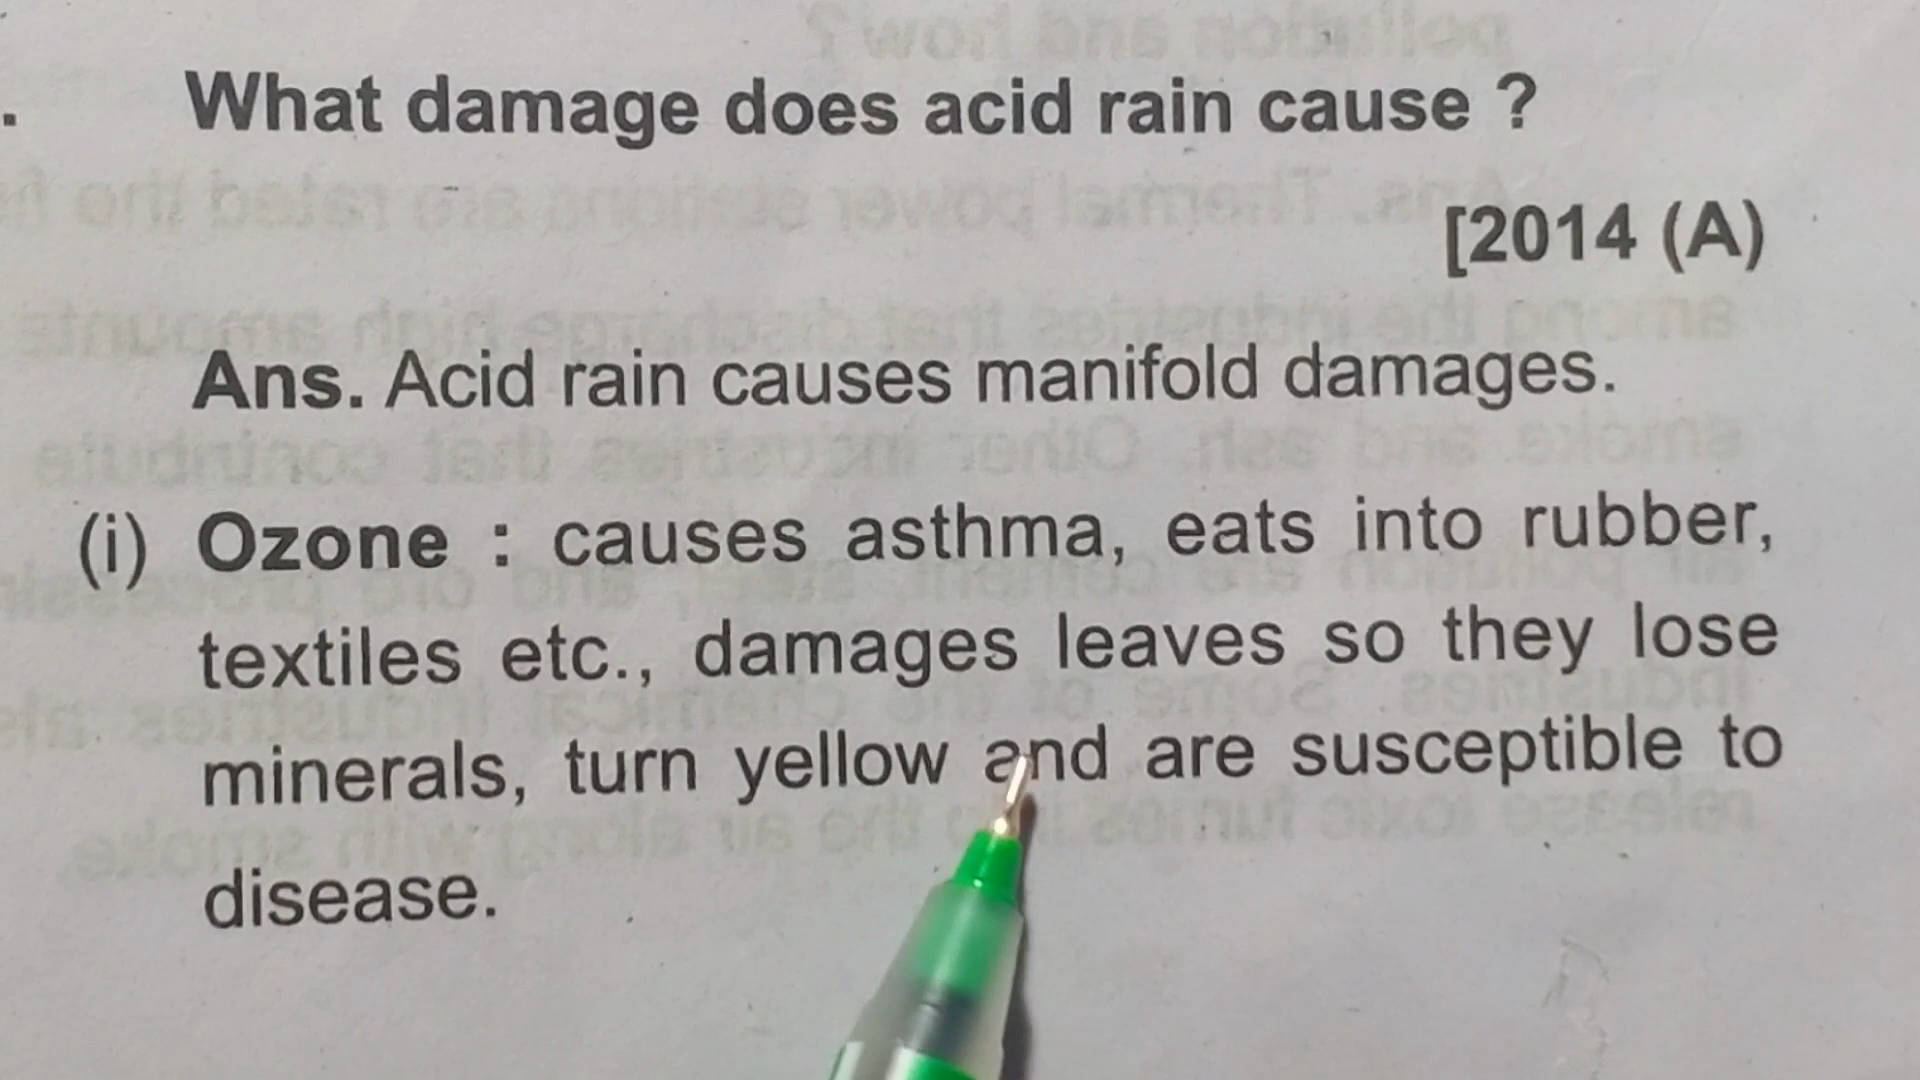 . What damage does acid rain cause ?
[2014 (A)
Ans. Acid rain causes manifold damages.
(i) Ozone : causes asthma, eats into rubber,
textiles etc., damages leaves so they lose
minerals, turn yellow and are susceptible to
disease.